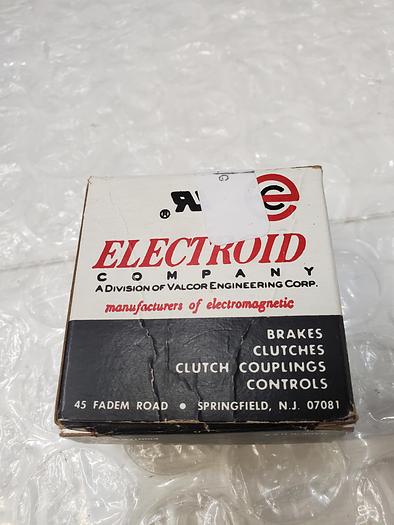 ELECTROID
COMPANY
A DIVISION OF VALCOR ENGINEERING CORP.
manufacturers of electromagnetic
BRAKES
CLUTCHES
CLUTCH COUPLINGS
CONTROLS
45 FADEM ROAD • SPRINGFIELD, N.J. 07081